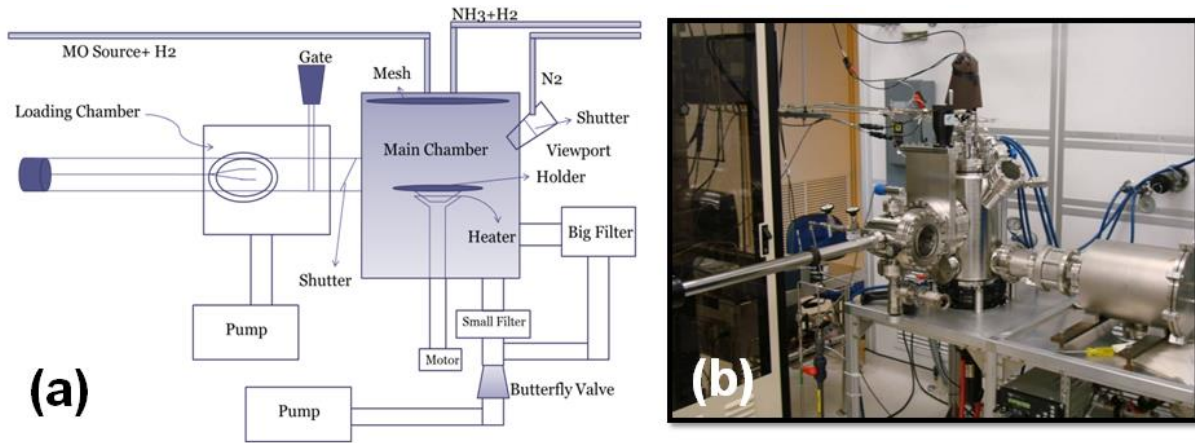 NH3+H2
MO Source+ H2
Gate
Mesh
N2
Loading Chamber
Shutter
Main Chamber
Viewport
Holder
Heater
Big Filter
Shutter
Pump
Small Filter
Motor
Butterfly Valve
Pump
(a)
(b)